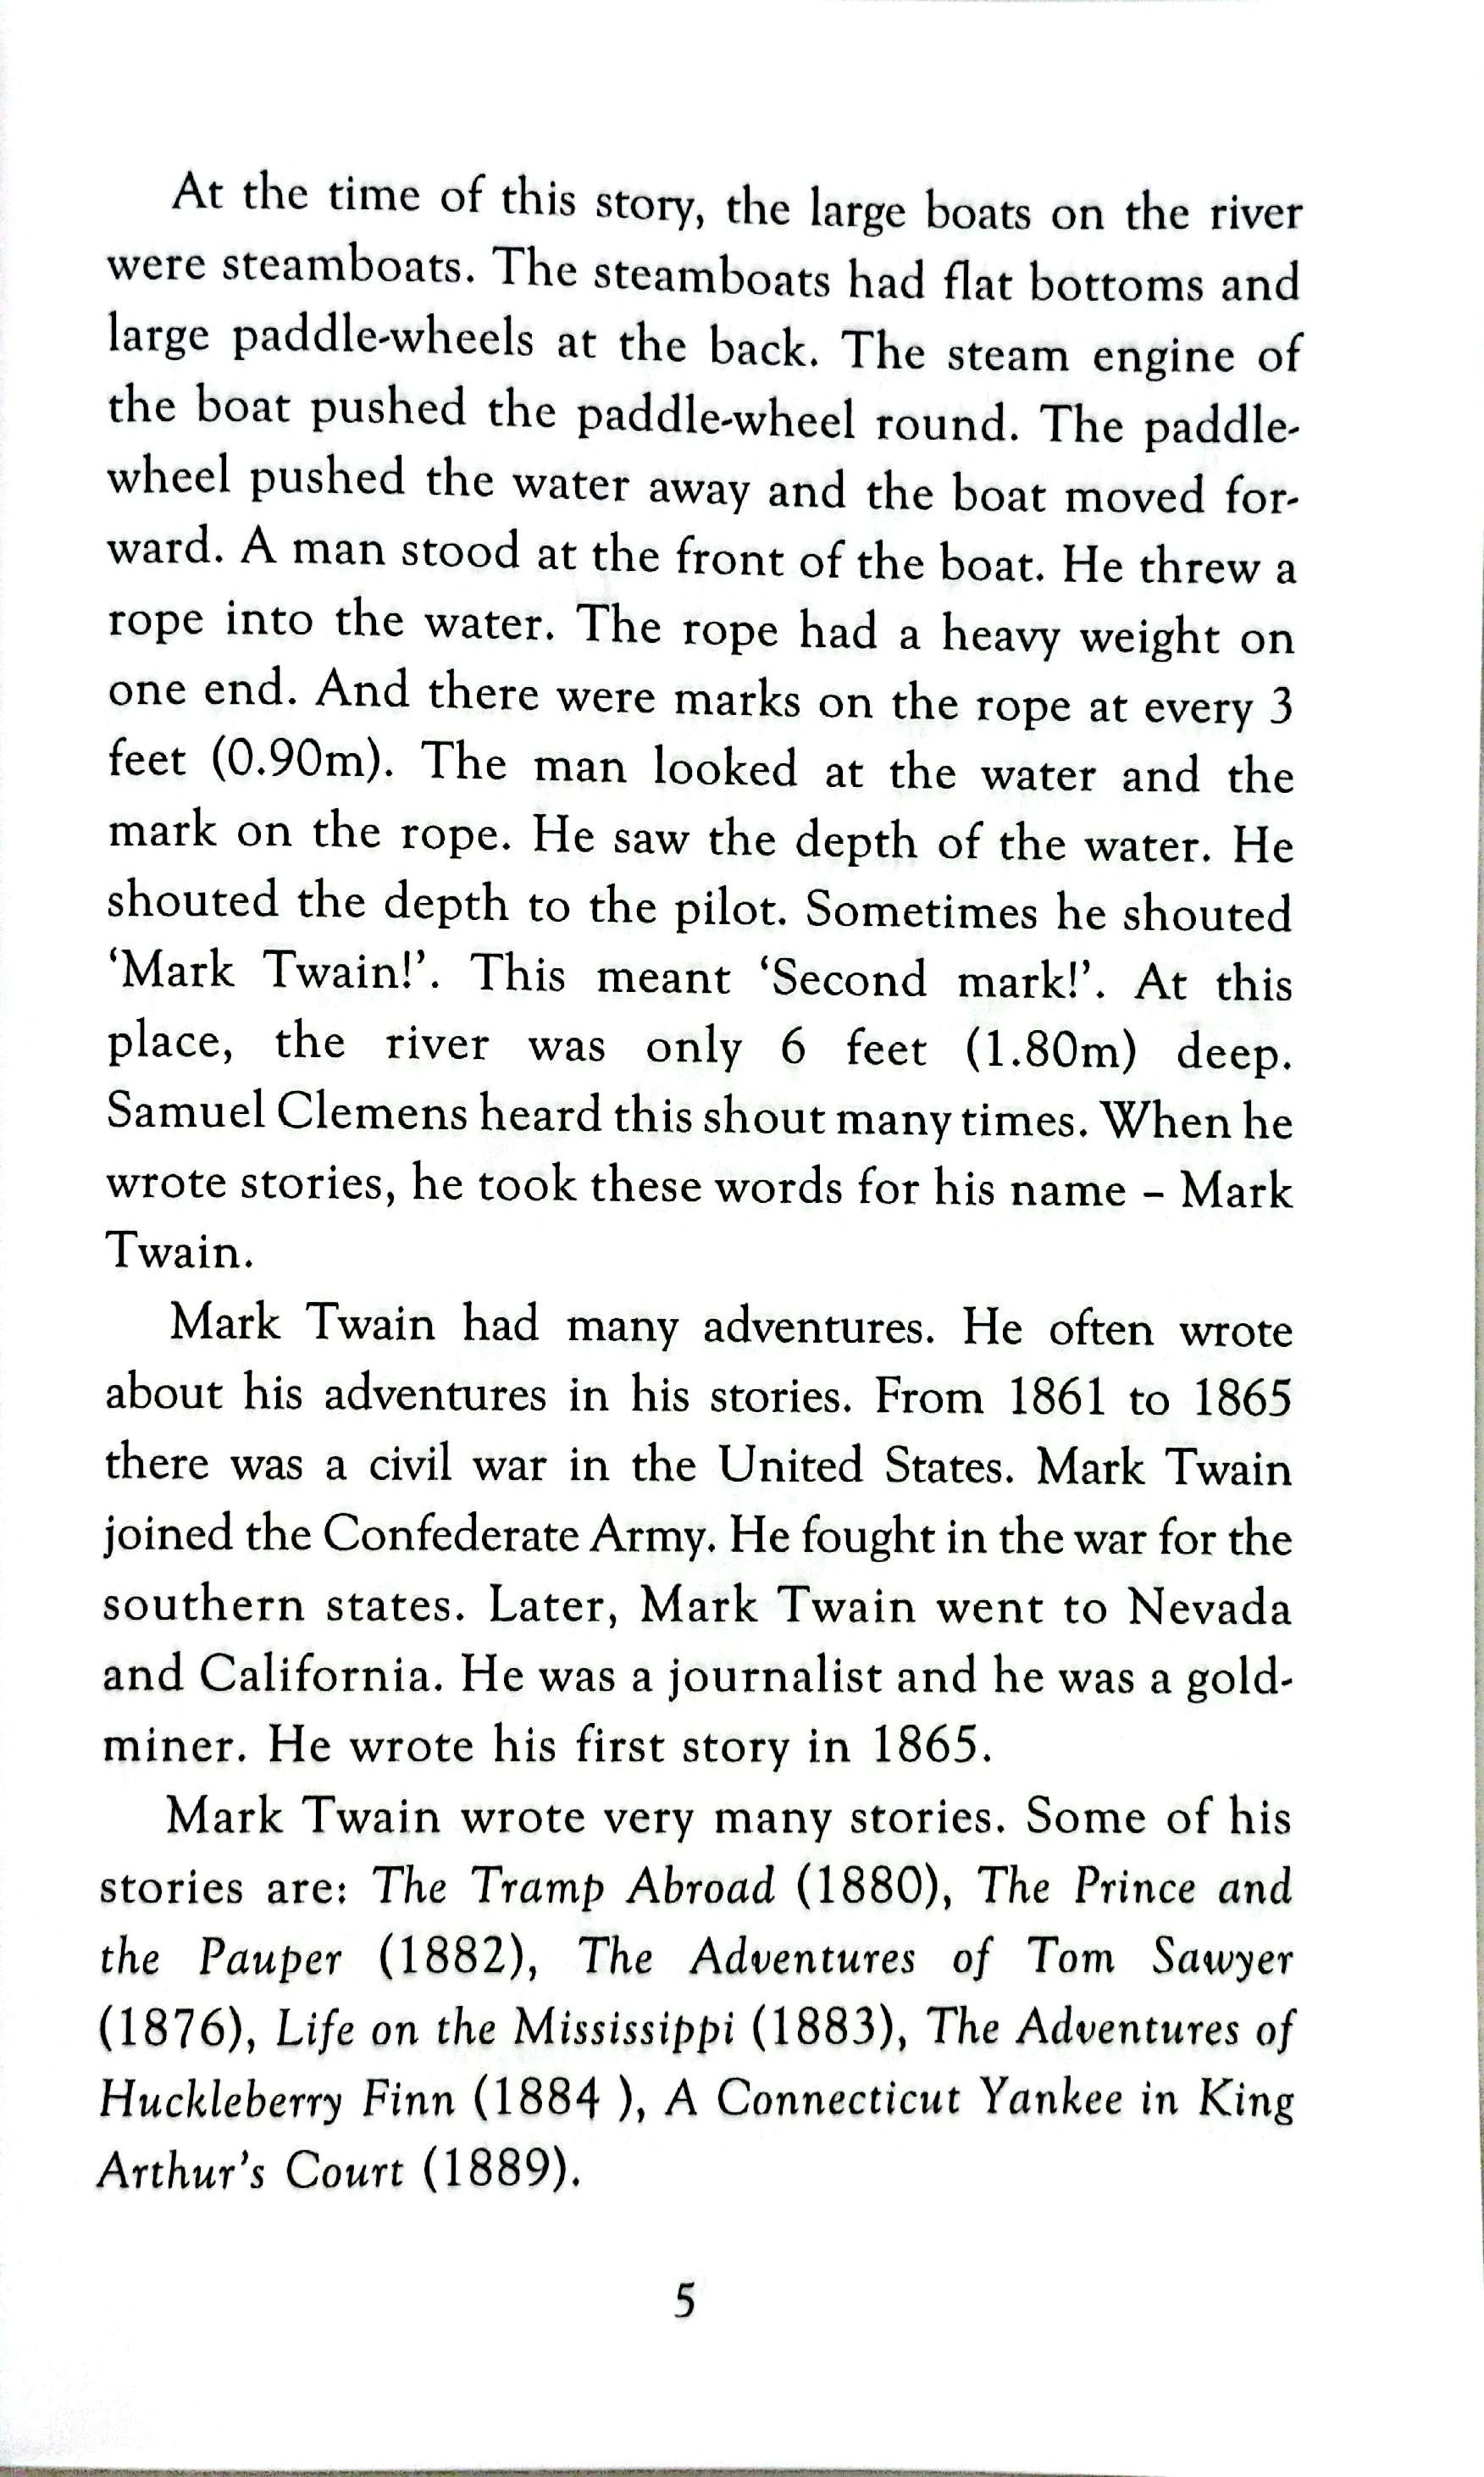 At the time of this story, the large boats on the river
were steamboats. The steamboats had flat bottoms and
large paddle-wheels at the back. The steam engine of
the boat pushed the paddle-wheel round. The paddle-
wheel pushed the water away and the boat moved for-
ward. A man stood at the front of the boat. He threw a
rope into the water. The rope had a heavy weight on
one end. And there were marks on the rope at every 3
feet (0.90m). The man looked at the water and the
mark on the rope. He saw the depth of the water. He
shouted the depth to the pilot. Sometimes he shouted
‘Mark Twain!’. This meant ‘Second mark!’. At this
place, the river was only 6 feet (1.80m) deep.
Samuel Clemens heard this shout many times. When he
wrote stories, he took these words for his name – Mark
Twain.
Mark Twain had many adventures. He often wrote
about his adventures in his stories. From 1861 to 1865
there was a civil war in the United States. Mark Twain
joined the Confederate Army. He fought in the war for the
southern states. Later, Mark Twain went to Nevada
and California. He was a journalist and he was a gold-
miner. He wrote his first story in 1865.
Mark Twain wrote very many stories. Some of his
stories are: The Tramp Abroad (1880), The Prince and
the Pauper (1882), The Adventures of Tom Sawyer
(1876), Life on the Mississippi (1883), The Adventures of
Huckleberry Finn (1884 ), A Connecticut Yankee in King
Arthur’s Court (1889).
5